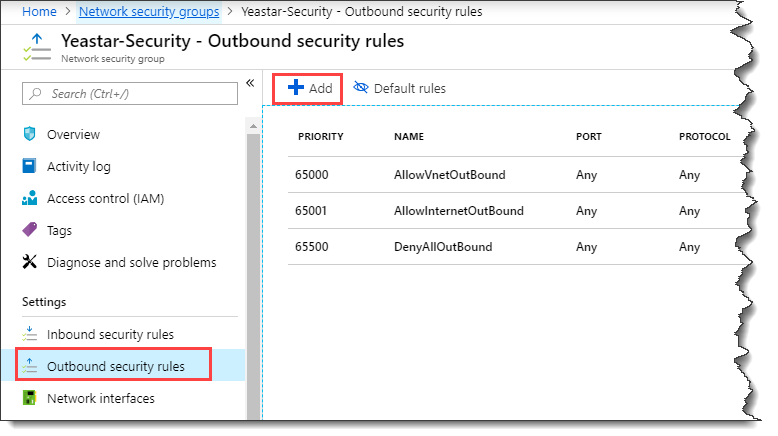 Home > Network security groups > Yeastar-Security - Outbound security rules
Yeastar-Security - Outbound security rules
Network security group
Search (Ctrl+/)
«
Overview
Activity log
Access control (IAM)
Tags
Diagnose and solve problems
Settings
Inbound security rules
Outbound security rules
Network interfaces
Add Default rules
PRIORITY NAME PORT PROTOCOL
65000 AllowVnetOutBound Any Any
65001 AllowInternetOutBound Any Any
65500 DenyAllOutBound Any Any